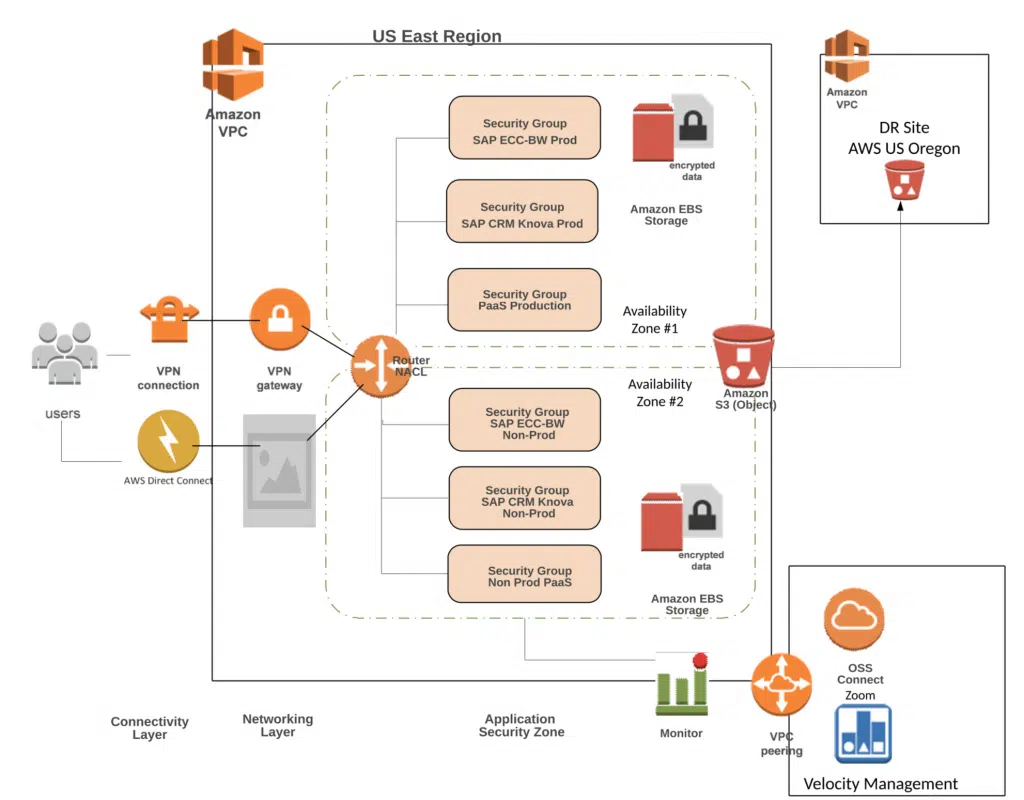 US East Region
Amazon
VPC
Security Group
SAP ECC-BW Prod
encrypted
data
Security Group
SAP CRM Knova Prod
Amazon EBS
Storage
Security Group
PaaS Production
Availability
Zone #1
Amazon
VPC
DR Site
AWS US Oregon
users
VPN
connection
VPN
gateway
AWS Direct Connect
Router
NACL
Availability
Zone #2
Amazon
S3 (Object)
Security Group
SAP ECC-BW
Non-Prod
Security Group
SAP CRM Knova
Non-Prod
Security Group
Non Prod PaaS
encrypted
data
Amazon EBS
Storage
Connectivity
Layer
Networking
Layer
Application
Security Zone
Monitor
VPC
peering
OSS
Connect
Zoom
Velocity Management